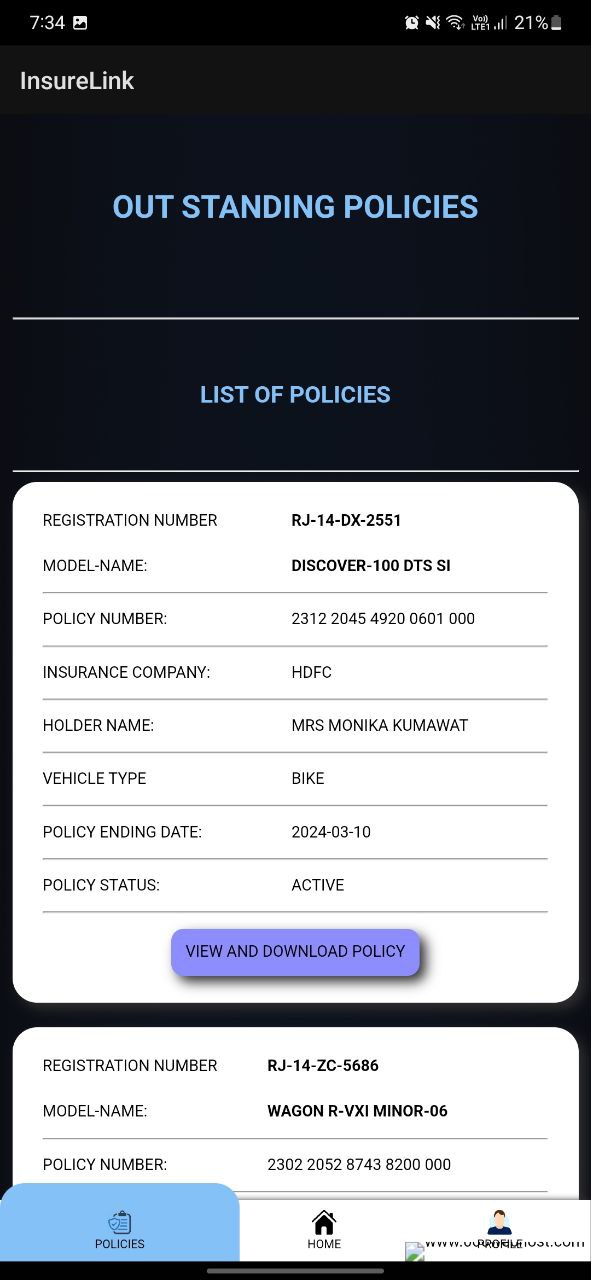 7:34 Vo)) LTE1 21%
InsureLink
OUT STANDING POLICIES
LIST OF POLICIES
REGISTRATION NUMBER RJ-14-DX-2551
MODEL-NAME: DISCOVER-100 DTS SI
POLICY NUMBER: 2312 2045 4920 0601 000
INSURANCE COMPANY: HDFC
HOLDER NAME: MRS MONIKA KUMAWAT
VEHICLE TYPE BIKE
POLICY ENDING DATE: 2024-03-10
POLICY STATUS: ACTIVE
VIEW AND DOWNLOAD POLICY
REGISTRATION NUMBER RJ-14-ZC-5686
MODEL-NAME: WAGON R-VXI MINOR-06
POLICY NUMBER: 2302 2052 8743 8200 000
POLICIES HOME PROFILE